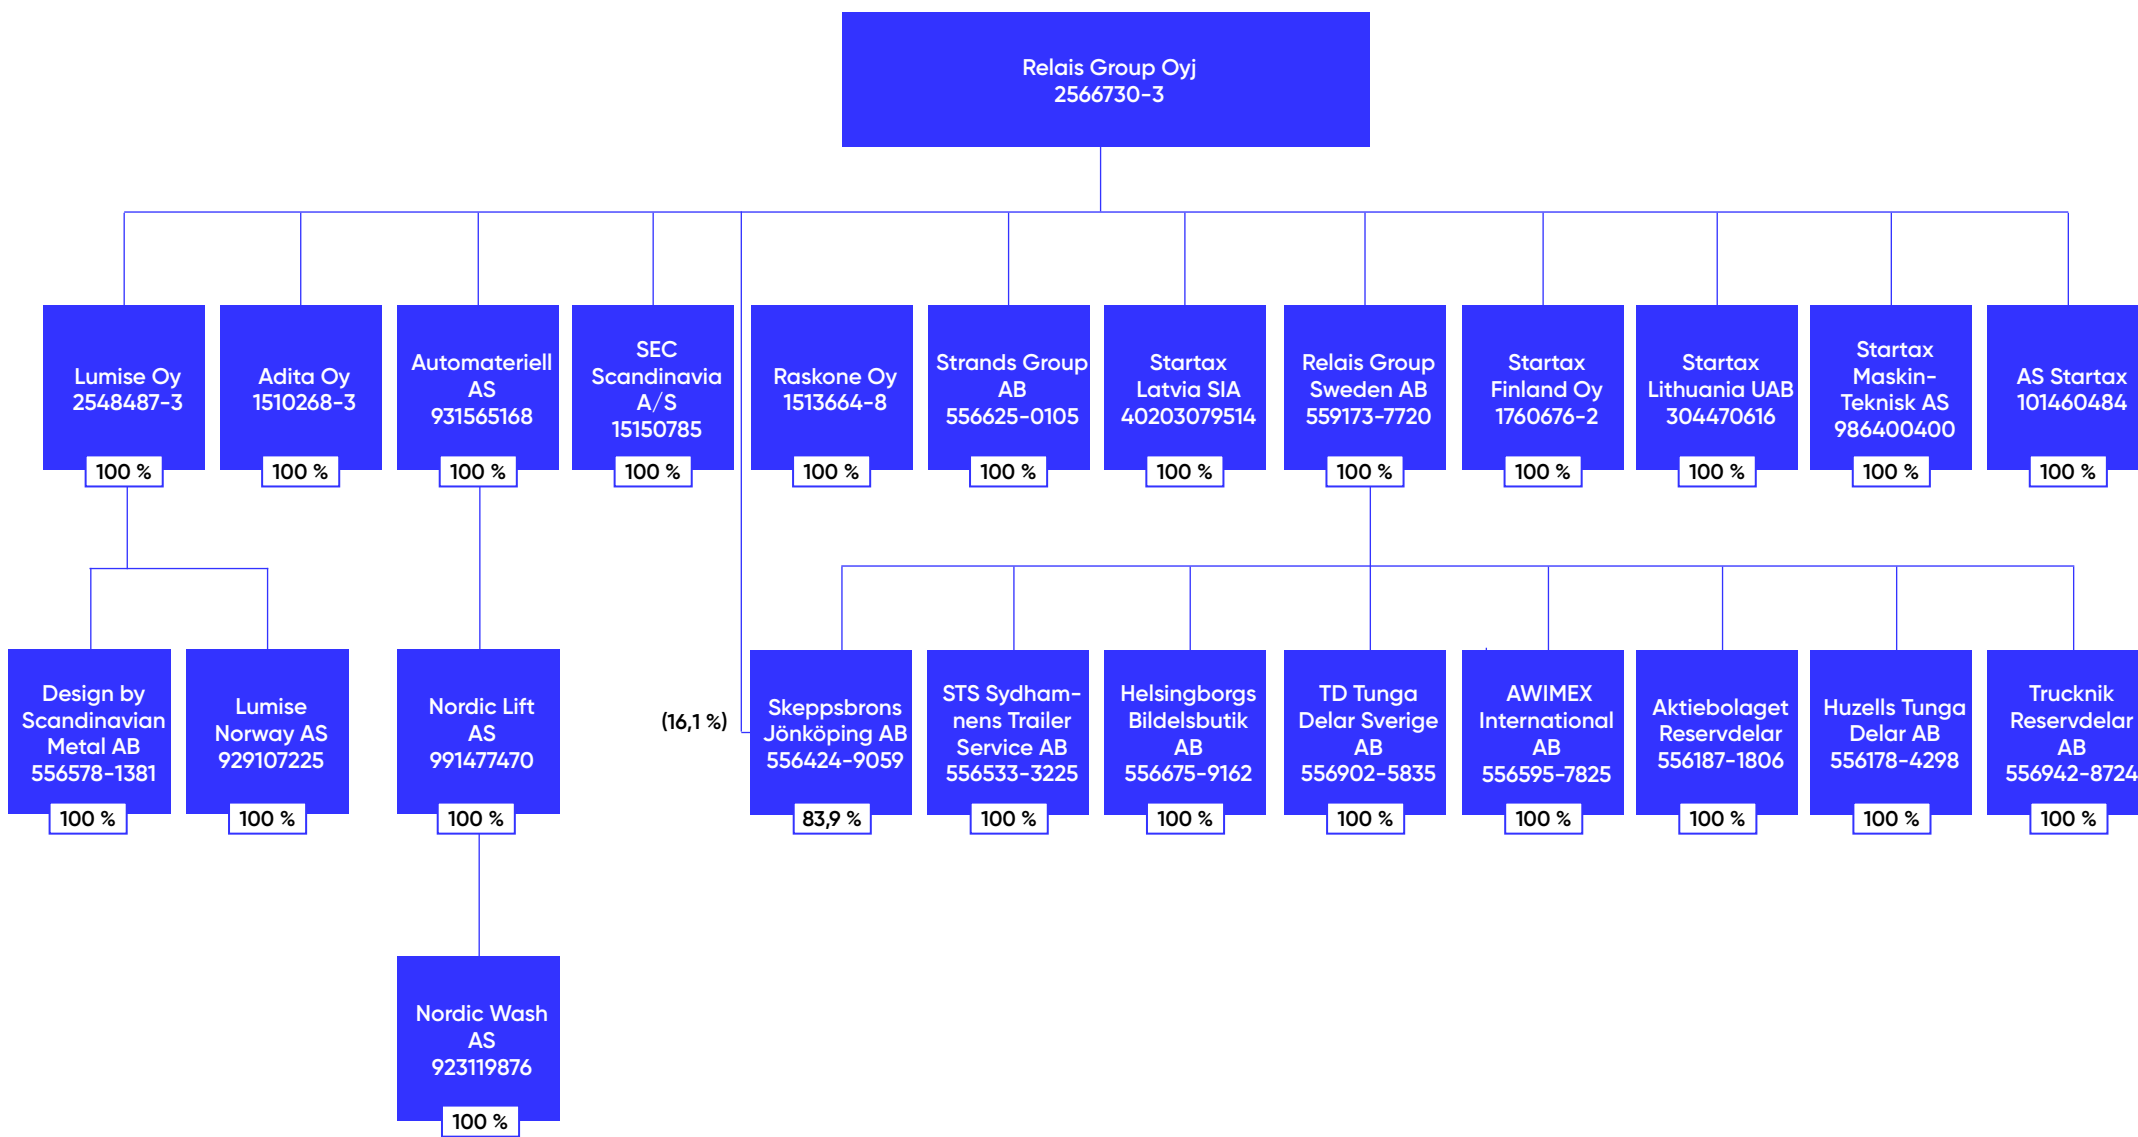 Relais Group Oyj
2566730-3
Lumise Oy
2548487-3
100 %
Adita Oy
1510268-3
100 %
Automateriell
AS
931565168
100 %
SEC
Scandinavia
A/S
15150785
100 %
Raskone Oy
1513664-8
100 %
Strands Group
AB
556625-0105
100 %
Startax
Latvia SIA
40203079514
100 %
Relais Group
Sweden AB
559173-7720
100 %
Startax
Finland Oy
1760676-2
100 %
Startax
Lithuania UAB
304470616
100 %
Startax
Maskin-
Teknisk AS
986400400
100 %
AS Startax
101460484
100 %
Design by
Scandinavian
Metal AB
556578-1381
100 %
Lumise
Norway AS
929107225
100 %
Nordic Lift
AS
991477470
100 %
(16,1 %)
Skeppsbrons
Jönköping AB
556424-9059
83,9 %
STS Sydham-
nens Trailer
Service AB
556533-3225
100 %
Helsingborgs
Bildelsbutik
AB
556675-9162
100 %
TD Tunga
Delar Sverige
AB
556902-5835
100 %
AWIMEX
International
AB
556595-7825
100 %
Aktiebolaget
Reservdelar
556187-1806
100 %
Huzells Tunga
Delar AB
556178-4298
100 %
Trucknik
Reservdelar
AB
556942-8724
100 %
Nordic Wash
AS
923119876
100 %